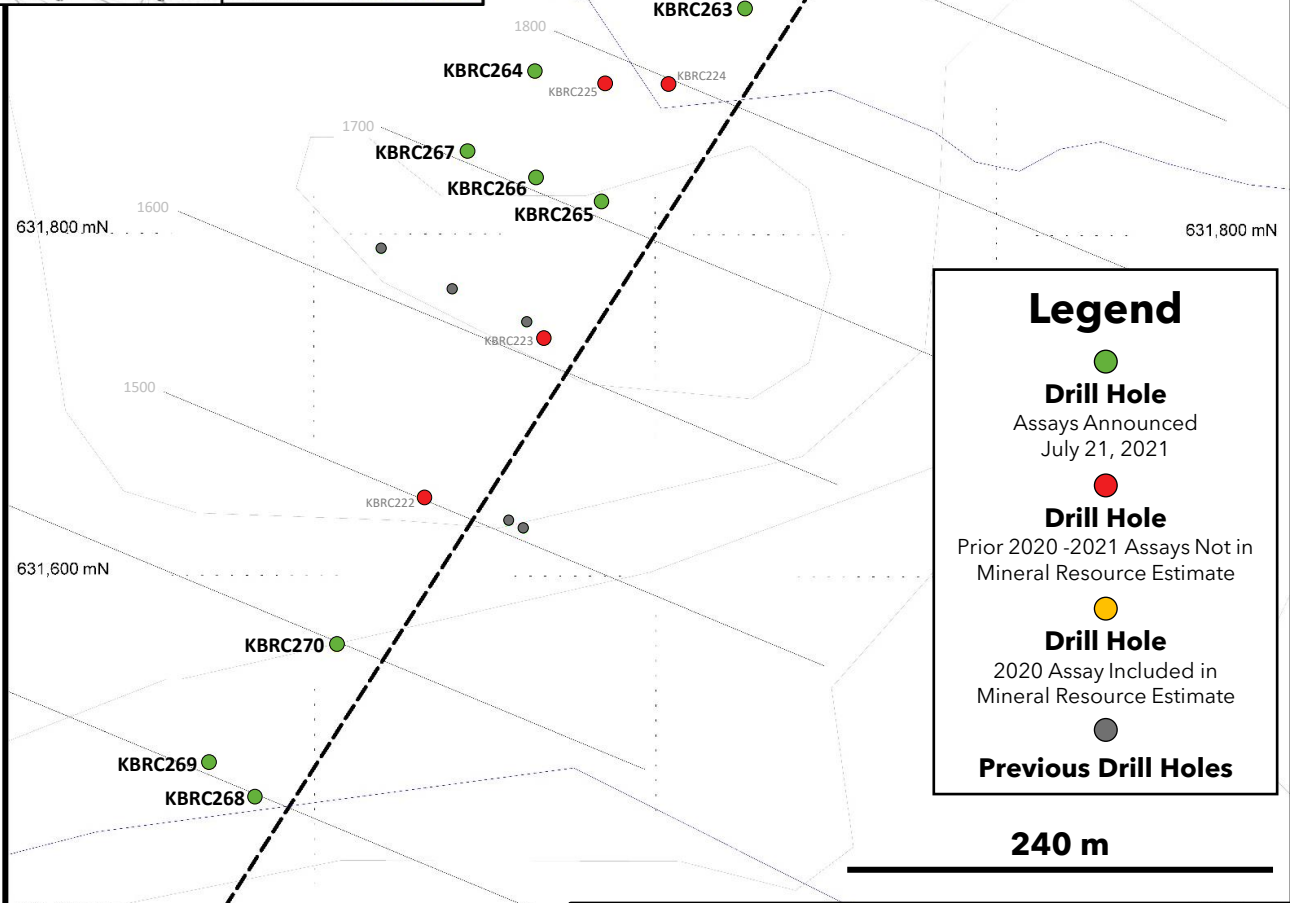 KBRC263
1800
KBRC264
KBRC225
KBRC224
1700
KBRC267
KBRC266
KBRC265
1600
631,800 mN
631,800 mN
KBRC223
1500
KBRC222
631,600 mN
KBRC270
KBRC269
KBRC268
Legend
Drill Hole
Assays Announced
July 21, 2021
Drill Hole
Prior 2020 -2021 Assays Not in
Mineral Resource Estimate
Drill Hole
2020 Assay Included in
Mineral Resource Estimate
Previous Drill Holes
240 m